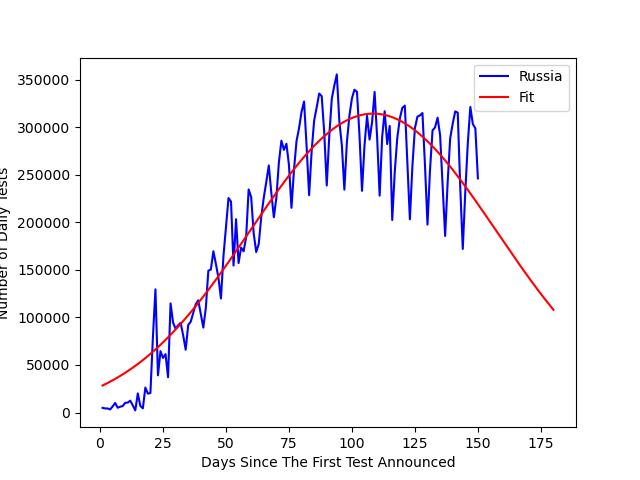 Russia
Fit
350000
300000
250000
200000
150000
100000
50000
0
Number of Daily Tests
0 25 50 75 100 125 150 175
Days Since The First Test Announced